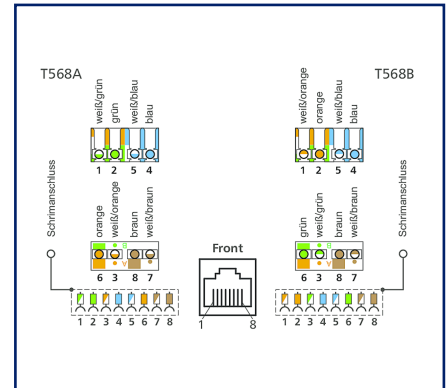 T568A
weiß/grün
grün
weiß/blau
blau
1 2 5 4
Schrimanschluss
orange
weiß/orange
braun
weiß/braun
6 3 8 7
1 2 3 4 5 6 7 8
Front
1 8
T568B
weiß/orange
orange
weiß/blau
blau
1 2 5 4
Schrimanschluss
grün
weiß/grün
braun
weiß/braun
6 3 8 7
1 2 3 4 5 6 7 8